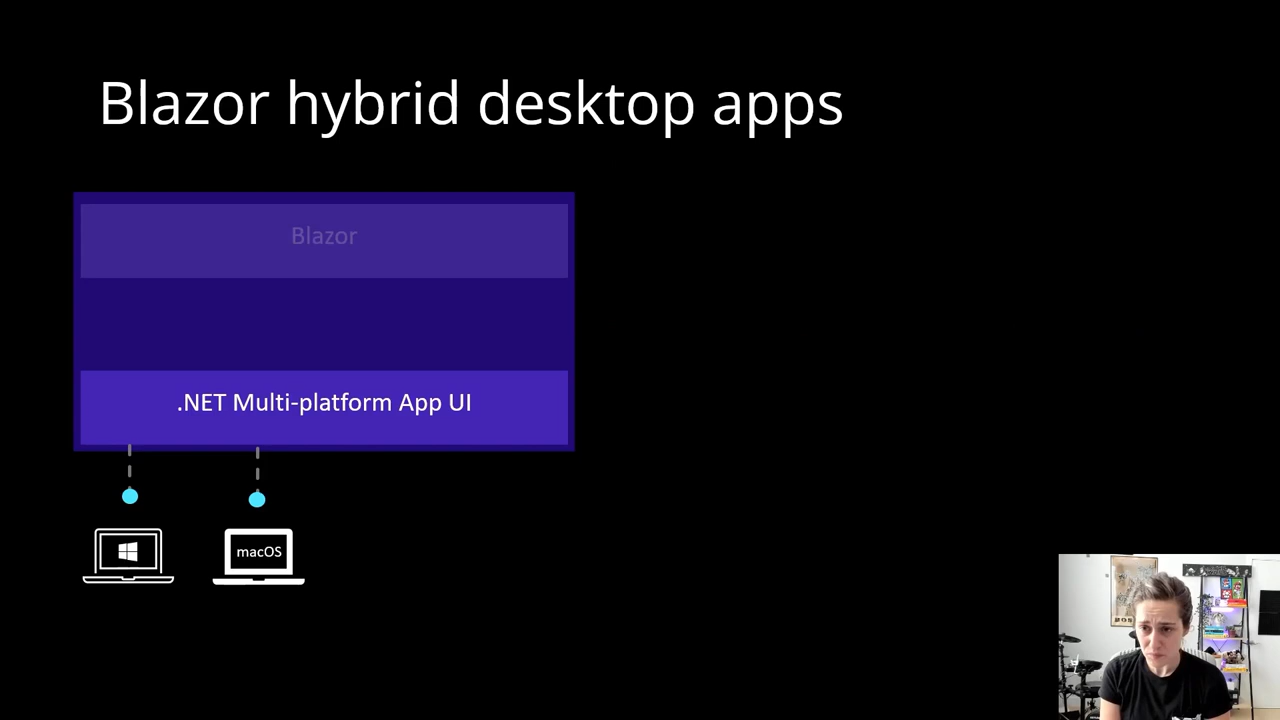 Blazor hybrid desktop apps
Blazor
.NET Multi-platform App UI
macOS